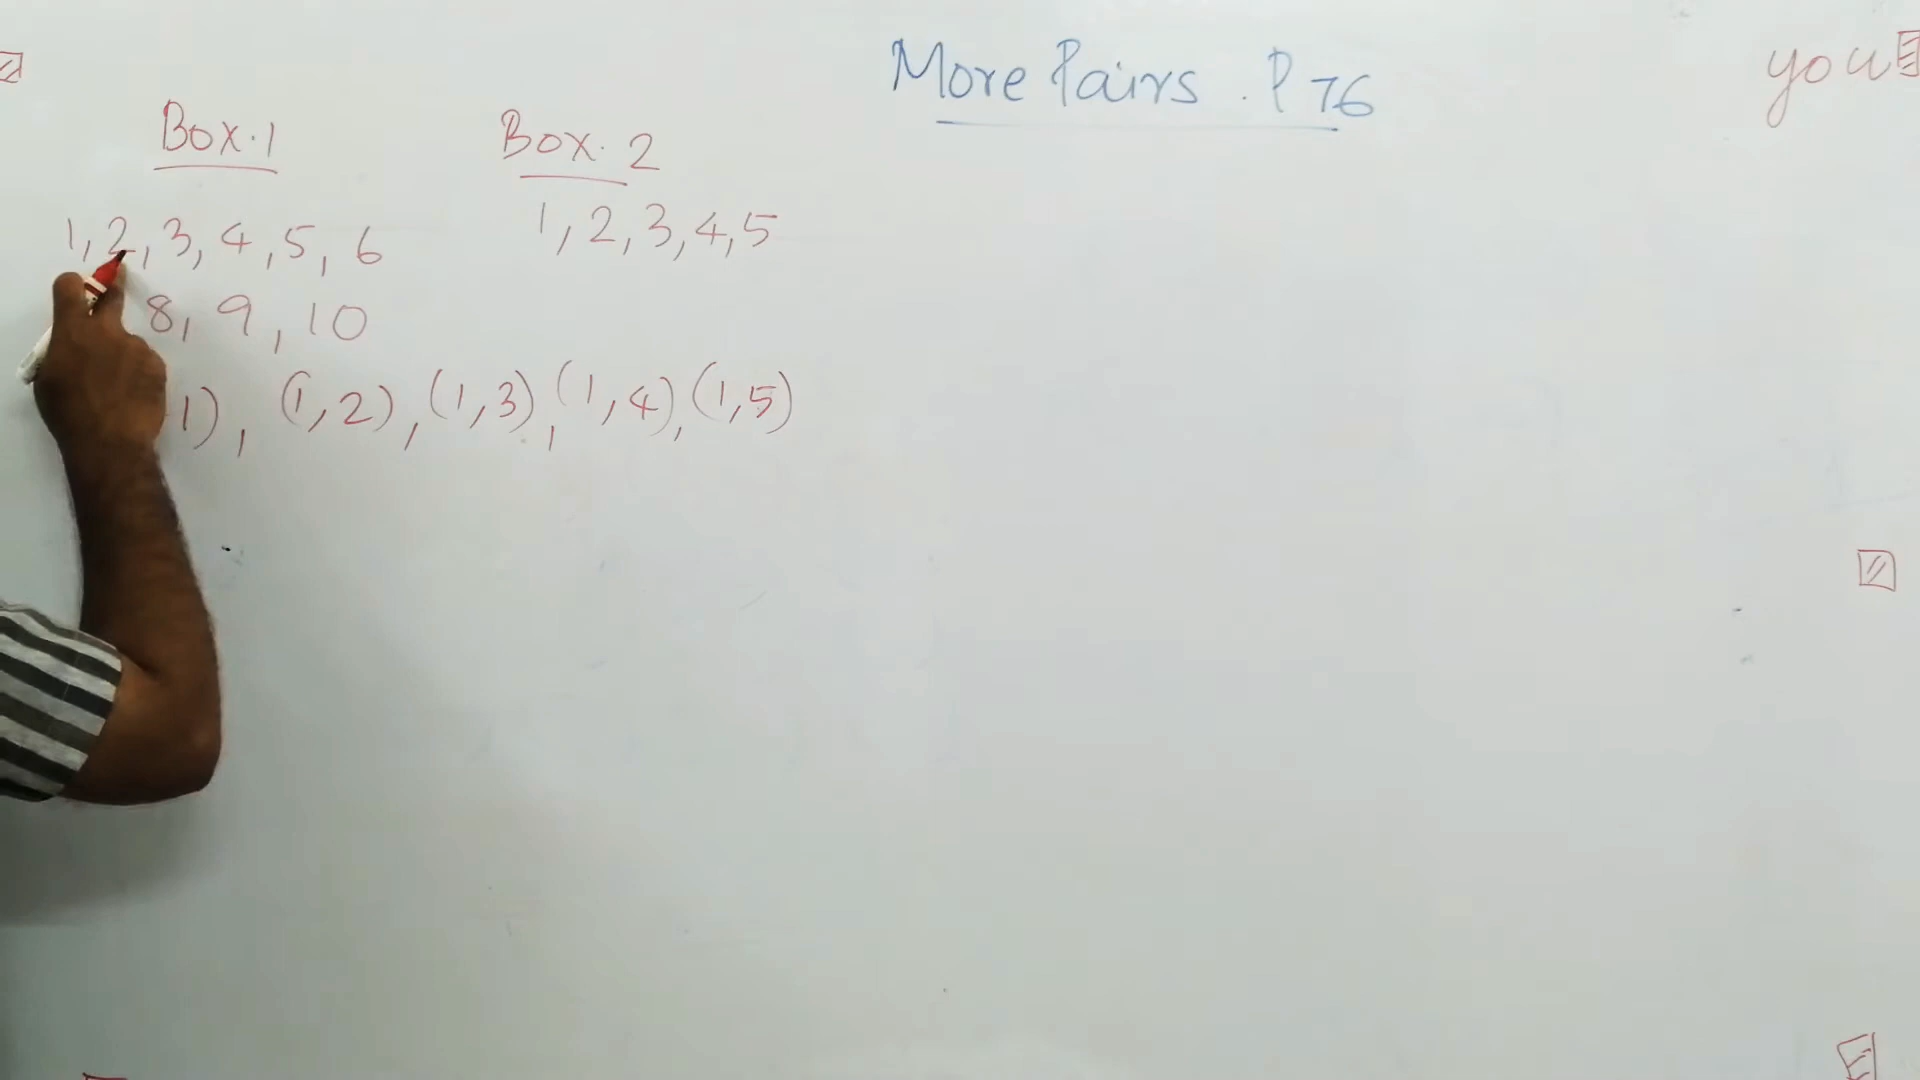 More Pairs . P 76
you
Box.1
Box. 2
1, 2, 3, 4, 5, 6
1, 2, 3, 4, 5
8, 9, 10
1), (1,2), (1,3), (1,4), (1,5)